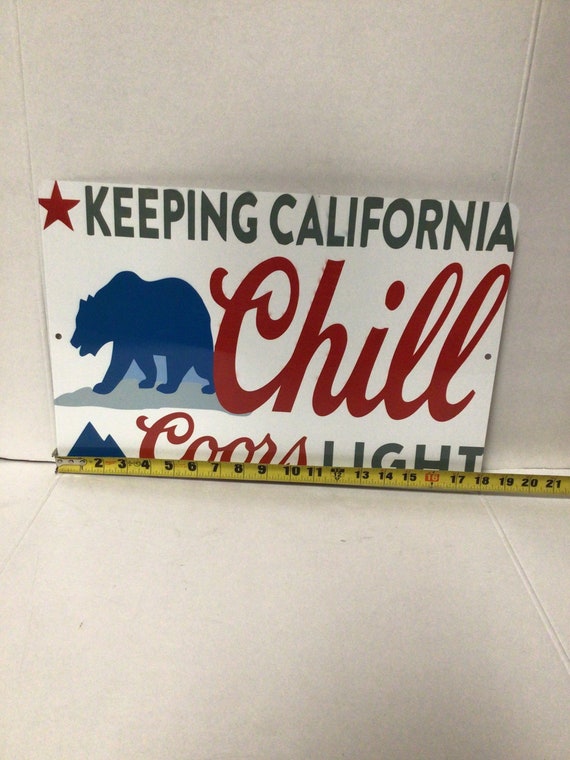 ★ KEEPING CALIFORNIA
Chill
Coors LIGHT
1 2 3 4 5 6 7 8 9 10 11 13 14 15 16 17 18 19 20 21